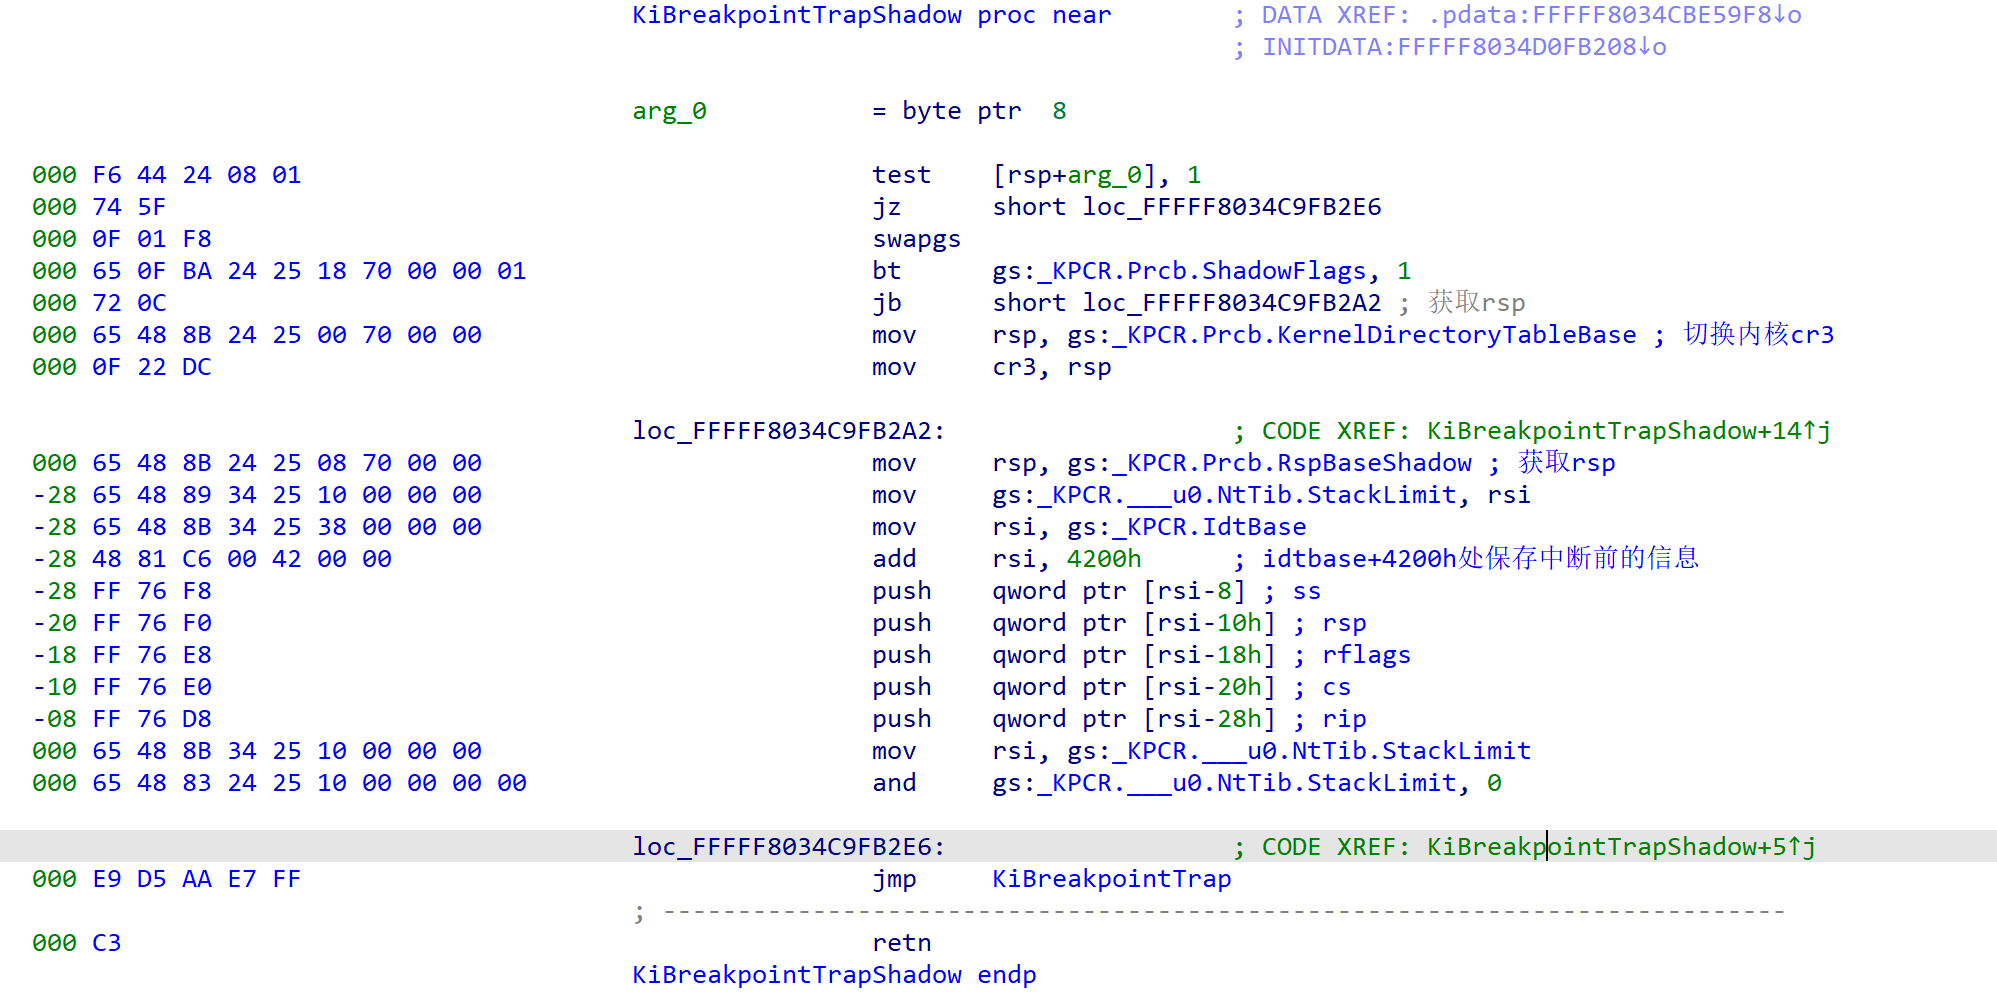 KiBreakpointTrapShadow proc near ; DATA XREF: .pdata:FFFFF8034CBE59F8↓o
; INITDATA:FFFFF8034D0FB208↓o
arg_0 = byte ptr 8
000 F6 44 24 08 01 test [rsp+arg_0], 1
000 74 5F jz short loc_FFFFF8034C9FB2E6
000 0F 01 F8 swapgs
000 65 0F BA 24 25 18 70 00 00 01 bt gs:_KPCR.Prcb.ShadowFlags, 1
000 72 0C jb short loc_FFFFF8034C9FB2A2 ; 获取rsp
000 65 48 8B 24 25 00 70 00 00 mov rsp, gs:_KPCR.Prcb.KernelDirectoryTableBase ; 切换内核cr3
000 0F 22 DC mov cr3, rsp
loc_FFFFF8034C9FB2A2: ; CODE XREF: KiBreakpointTrapShadow+14↑j
000 65 48 8B 24 25 08 70 00 00 mov rsp, gs:_KPCR.Prcb.RspBaseShadow ; 获取rsp
-28 65 48 89 34 25 10 00 00 00 mov gs:_KPCR.___u0.NtTib.StackLimit, rsi
-28 65 48 8B 34 25 38 00 00 00 mov rsi, gs:_KPCR.IdtBase
-28 48 81 C6 00 42 00 00 add rsi, 4200h ; idtbase+4200h处保存中断前的信息
-28 FF 76 F8 push qword ptr [rsi-8] ; ss
-20 FF 76 F0 push qword ptr [rsi-10h] ; rsp
-18 FF 76 E8 push qword ptr [rsi-18h] ; rflags
-10 FF 76 E0 push qword ptr [rsi-20h] ; cs
-08 FF 76 D8 push qword ptr [rsi-28h] ; rip
000 65 48 8B 34 25 10 00 00 00 mov rsi, gs:_KPCR.___u0.NtTib.StackLimit
000 65 48 83 24 25 10 00 00 00 00 and gs:_KPCR.___u0.NtTib.StackLimit, 0
loc_FFFFF8034C9FB2E6: ; CODE XREF: KiBreakpointTrapShadow+5↑j
000 E9 D5 AA E7 FF jmp KiBreakpointTrap
; ---------------------------------------------------------------------------
000 C3 retn
KiBreakpointTrapShadow endp